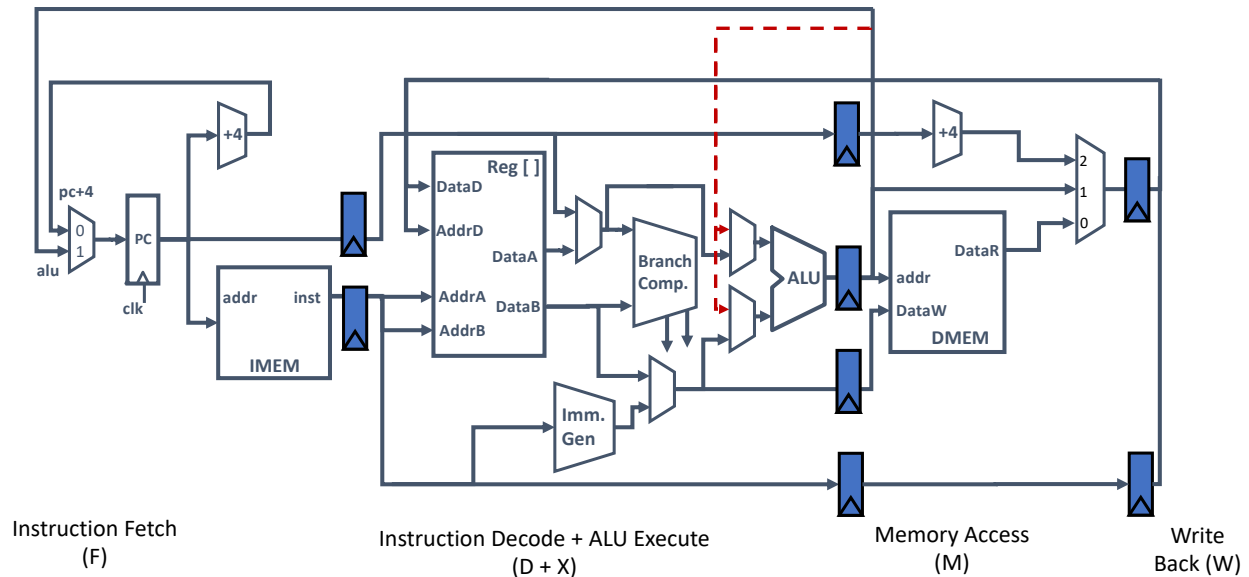 +4
pc+4
0
1
alu
PC
clk
addr
inst
IMEM
Reg [ ]
DataD
AddrD
DataA
AddrA
DataB
AddrB
Branch
Comp.
Imm.
Gen
ALU
+4
2
1
0
DataR
addr
DataW
DMEM
Instruction Fetch
(F)
Instruction Decode + ALU Execute
(D + X)
Memory Access
(M)
Write
Back (W)